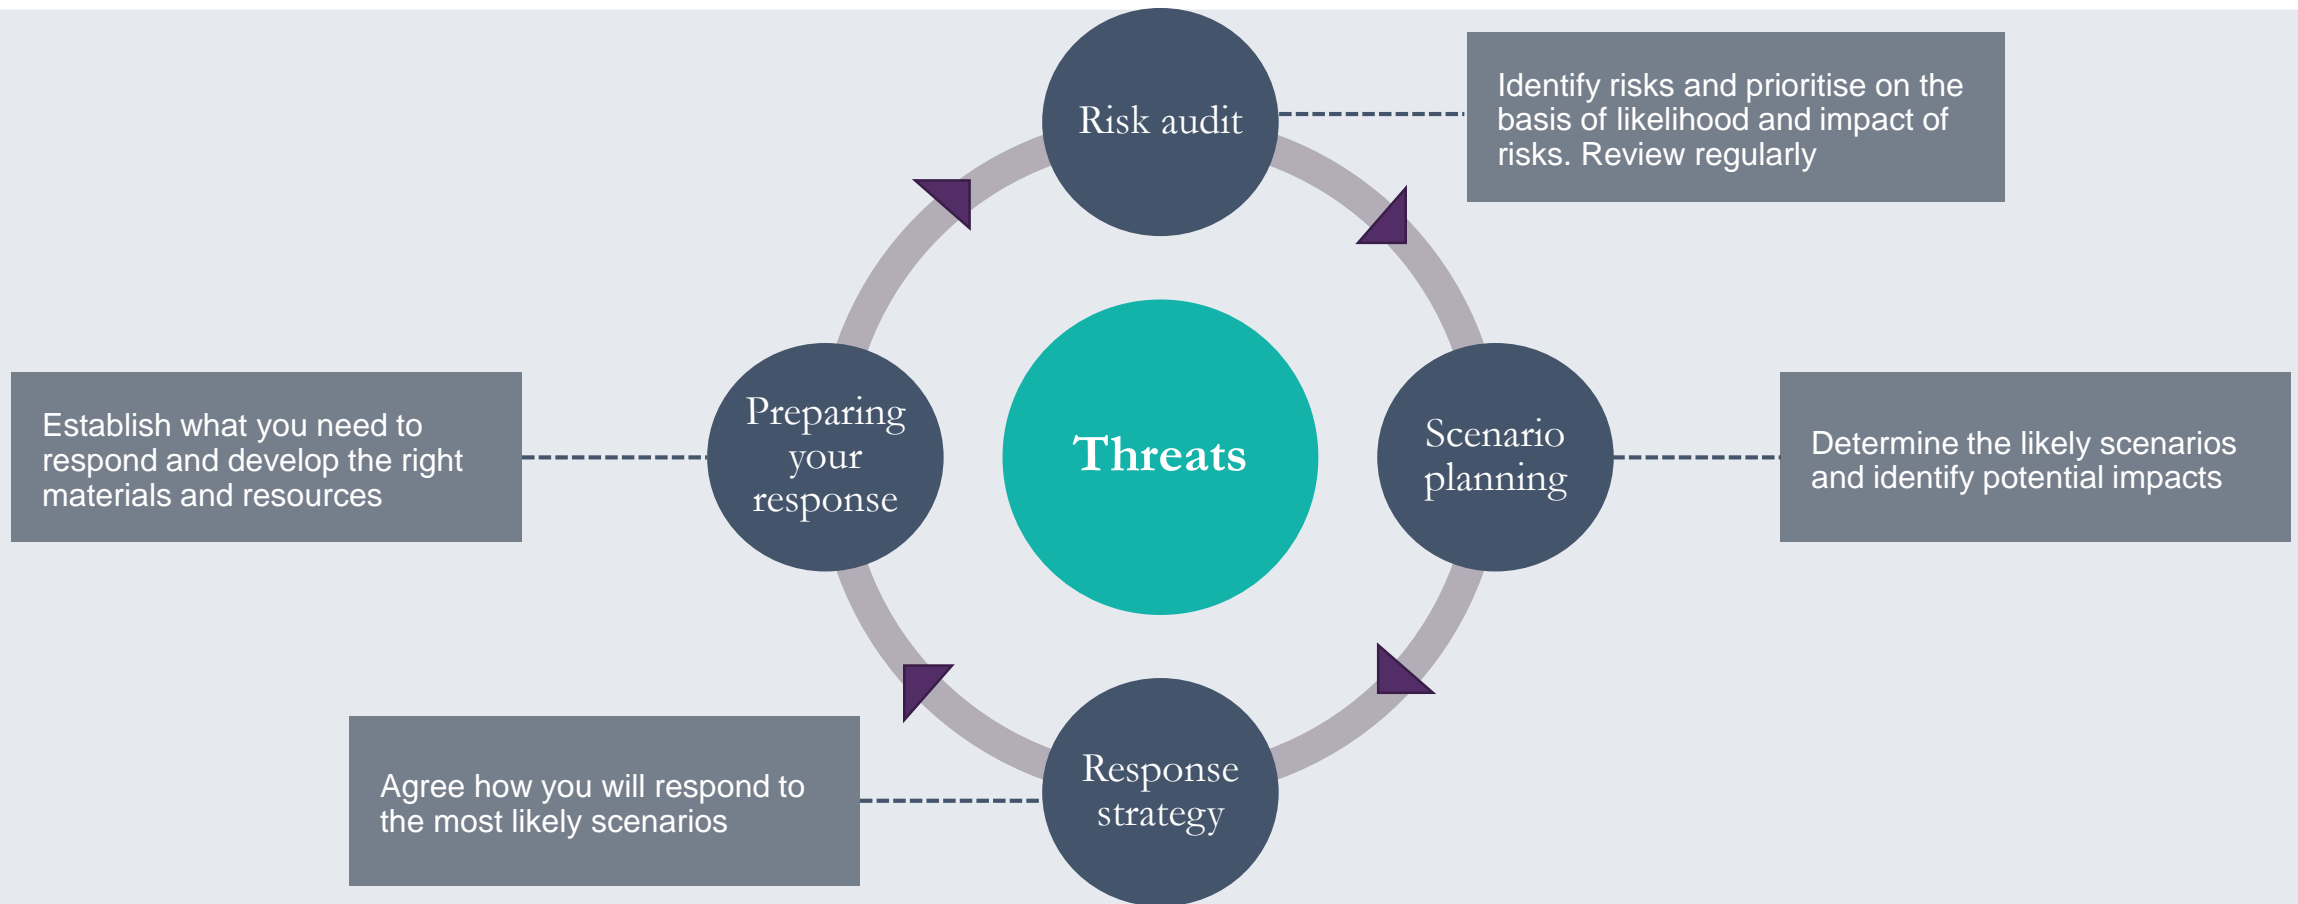 Risk audit
Identify risks and prioritise on the
basis of likelihood and impact of
risks. Review regularly
Scenario
planning
Determine the likely scenarios
and identify potential impacts
Response
strategy
Agree how you will respond to
the most likely scenarios
Preparing
your
response
Establish what you need to
respond and develop the right
materials and resources
Threats